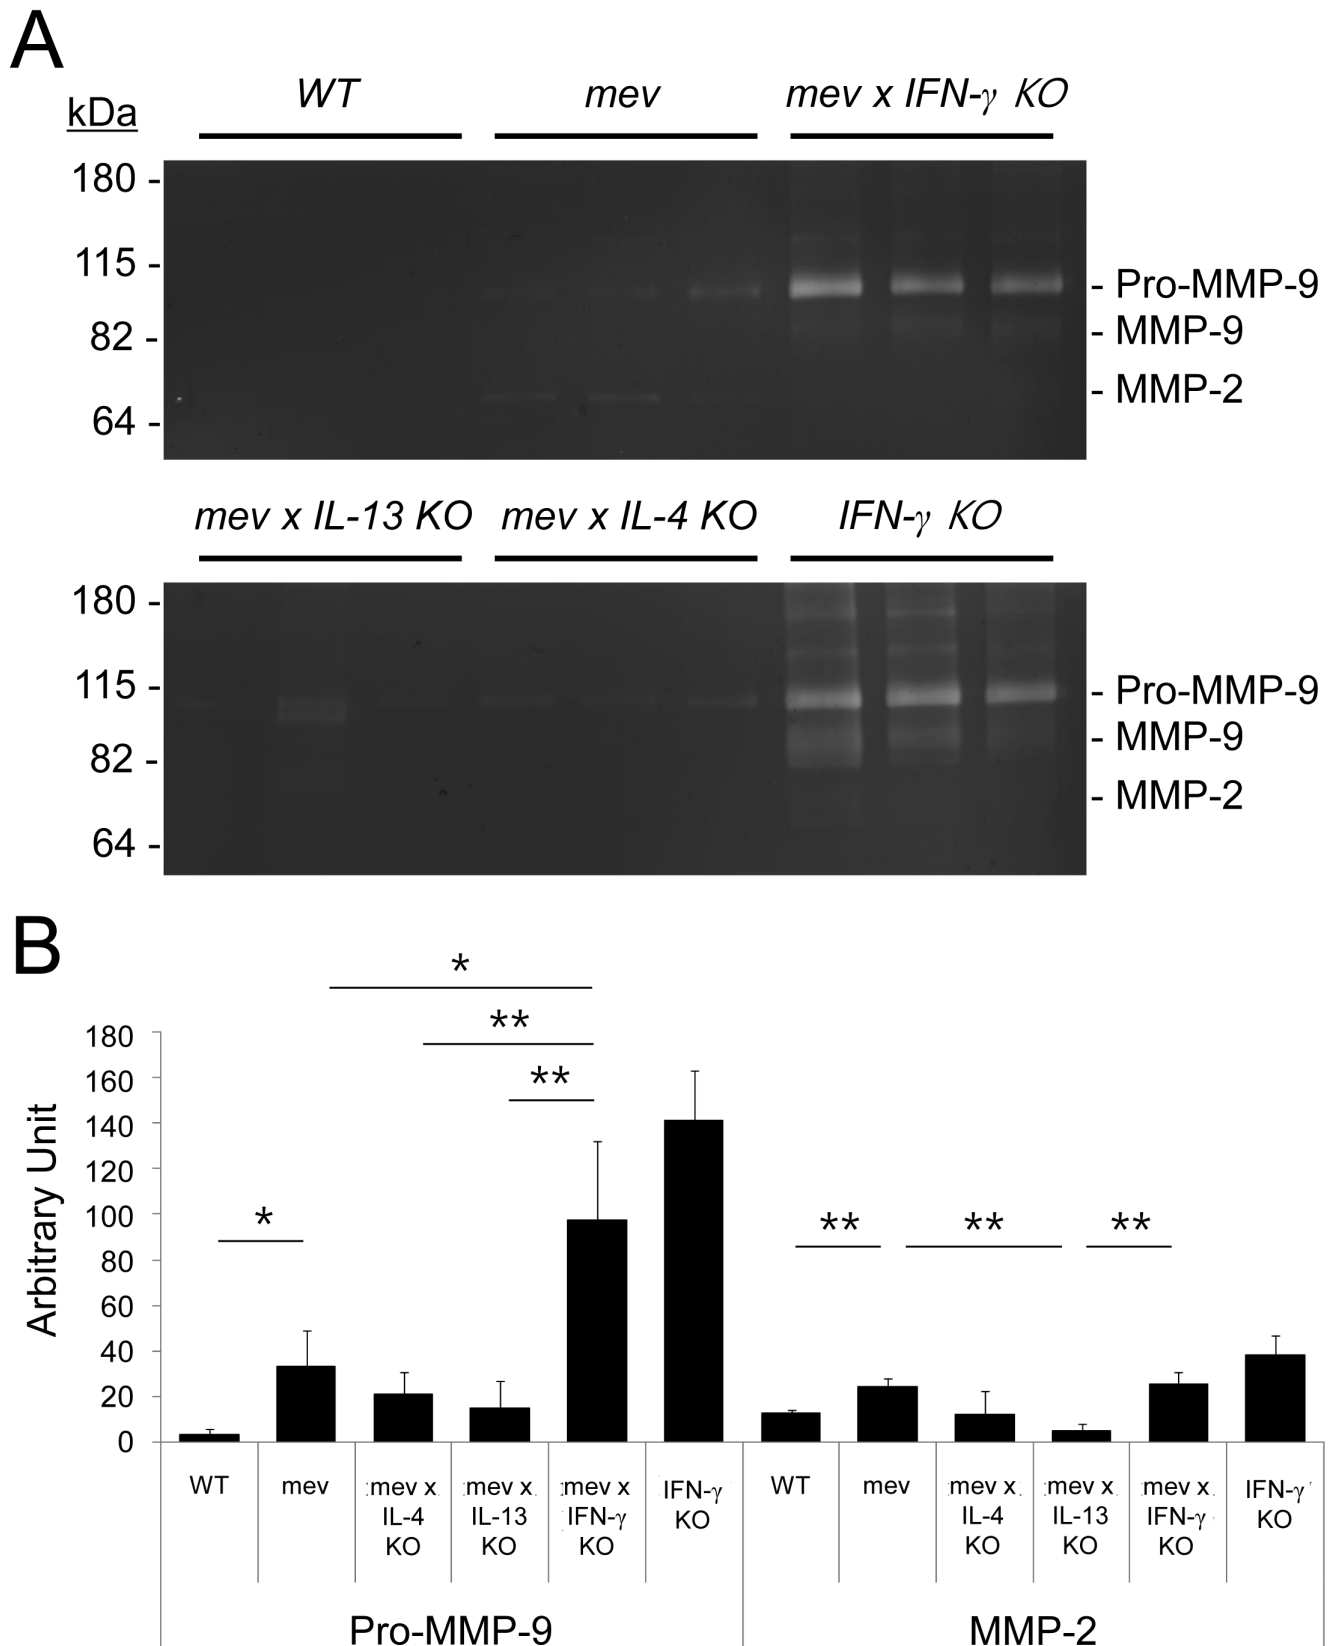 A
WT mev mev x IFN-γ KO
kDa
180 -
115 -
82 -
64 -
- Pro-MMP-9
- MMP-9
- MMP-2
mev x IL-13 KO mev x IL-4 KO IFN-γ KO
180 -
115 -
82 -
64 -
- Pro-MMP-9
- MMP-9
- MMP-2
B
*
**
**
*
**
**
**
Arbitrary Unit
180
160
140
120
100
80
60
40
20
0
WT
mev
mev x
IL-4
KO
mev x
IL-13
KO
mev x
IFN-γ
KO
IFN-γ
KO
WT
mev
mev x
IL-4
KO
mev x
IL-13
KO
mev x
IFN-γ
KO
IFN-γ
KO
Pro-MMP-9
MMP-2